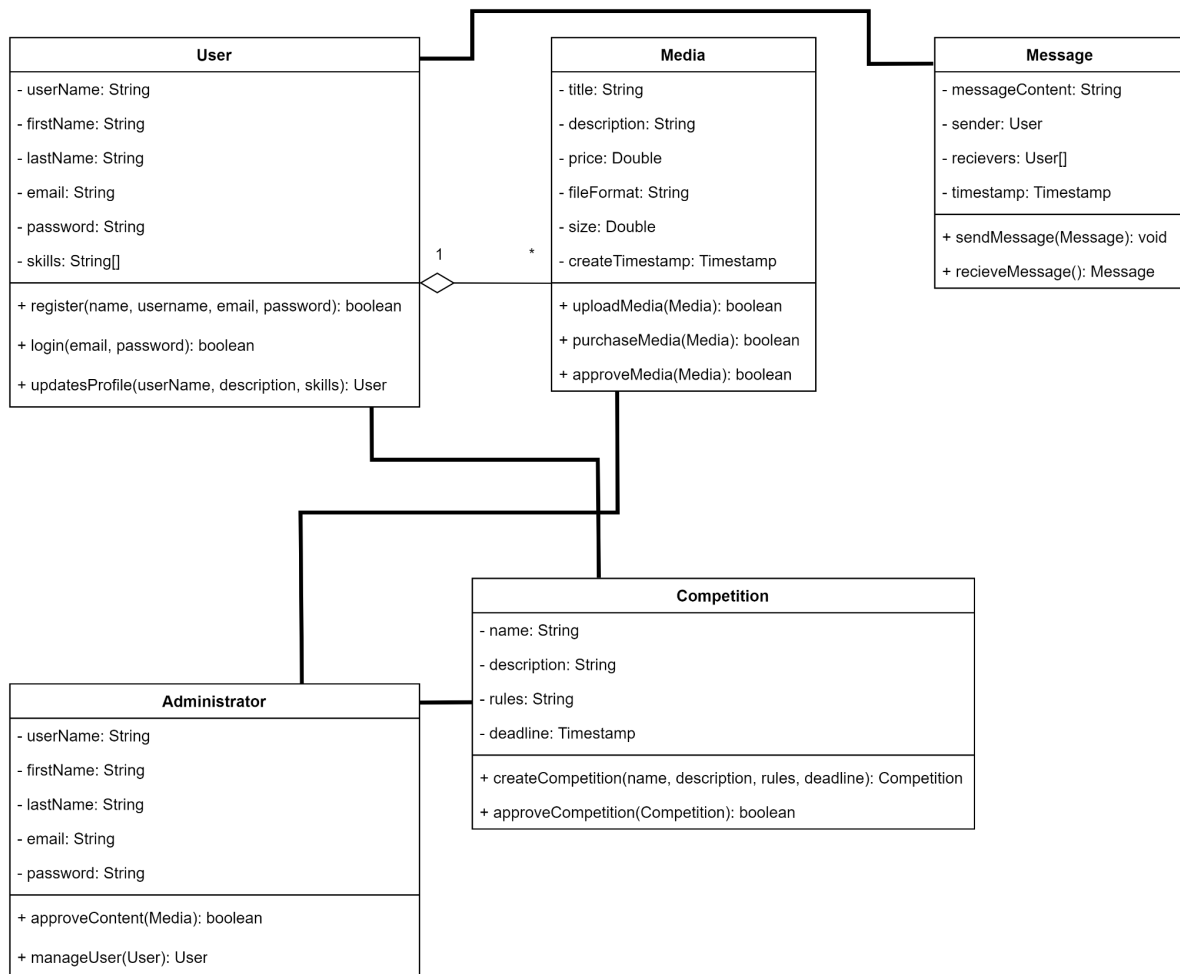 User
- userName: String
- firstName: String
- lastName: String
- email: String
- password: String
- skills: String[]
+ register(name, username, email, password): boolean
+ login(email, password): boolean
+ updatesProfile(userName, description, skills): User
1
*
Media
- title: String
- description: String
- price: Double
- fileFormat: String
- size: Double
- createTimestamp: Timestamp
+ uploadMedia(Media): boolean
+ purchaseMedia(Media): boolean
+ approveMedia(Media): boolean
Message
- messageContent: String
- sender: User
- recievers: User[]
- timestamp: Timestamp
+ sendMessage(Message): void
+ recieveMessage(): Message
Competition
- name: String
- description: String
- rules: String
- deadline: Timestamp
+ createCompetition(name, description, rules, deadline): Competition
+ approveCompetition(Competition): boolean
Administrator
- userName: String
- firstName: String
- lastName: String
- email: String
- password: String
+ approveContent(Media): boolean
+ manageUser(User): User